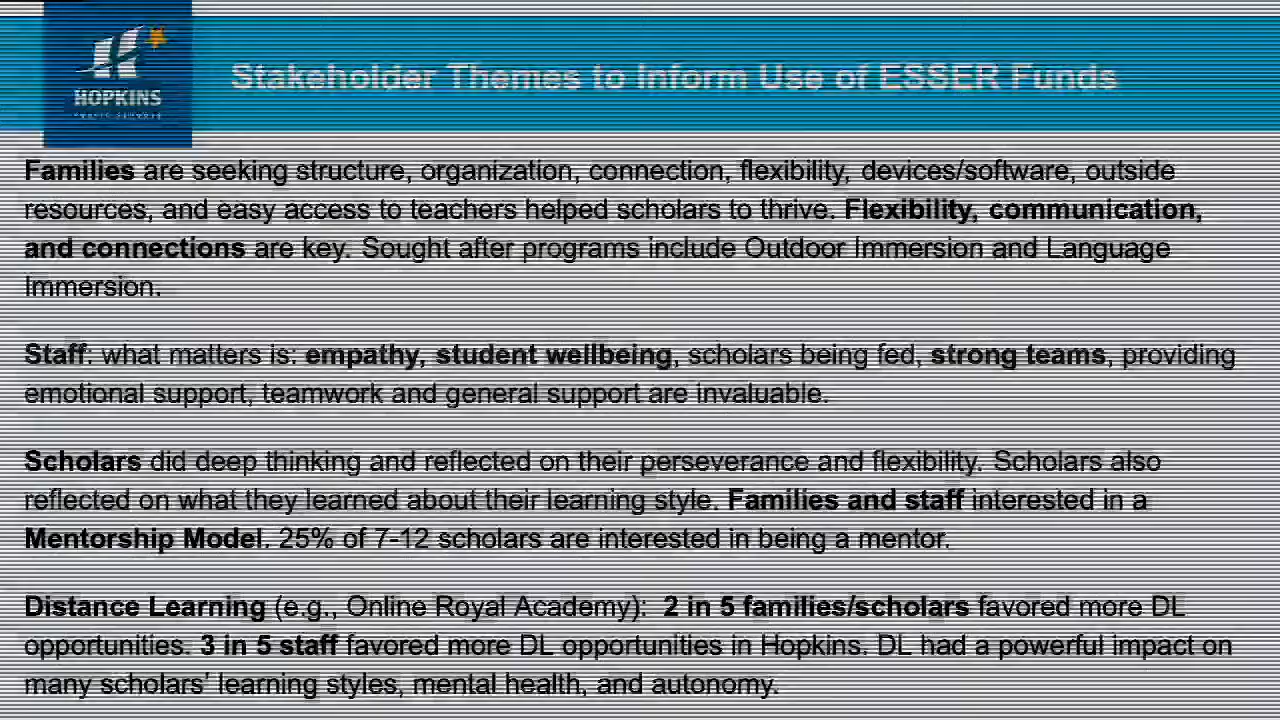 HOPKINS
PUBLIC SCHOOLS
Stakeholder Themes to Inform Use of ESSER Funds
Families are seeking structure, organization, connection, flexibility, devices/software, outside
resources, and easy access to teachers helped scholars to thrive. Flexibility, communication,
and connections are key. Sought after programs include Outdoor Immersion and Language
Immersion.
Staff: what matters is: empathy, student wellbeing, scholars being fed, strong teams, providing
emotional support, teamwork and general support are invaluable.
Scholars did deep thinking and reflected on their perseverance and flexibility. Scholars also
reflected on what they learned about their learning style. Families and staff interested in a
Mentorship Model. 25% of 7-12 scholars are interested in being a mentor.
Distance Learning (e.g., Online Royal Academy): 2 in 5 families/scholars favored more DL
opportunities. 3 in 5 staff favored more DL opportunities in Hopkins. DL had a powerful impact on
many scholars' learning styles, mental health, and autonomy.